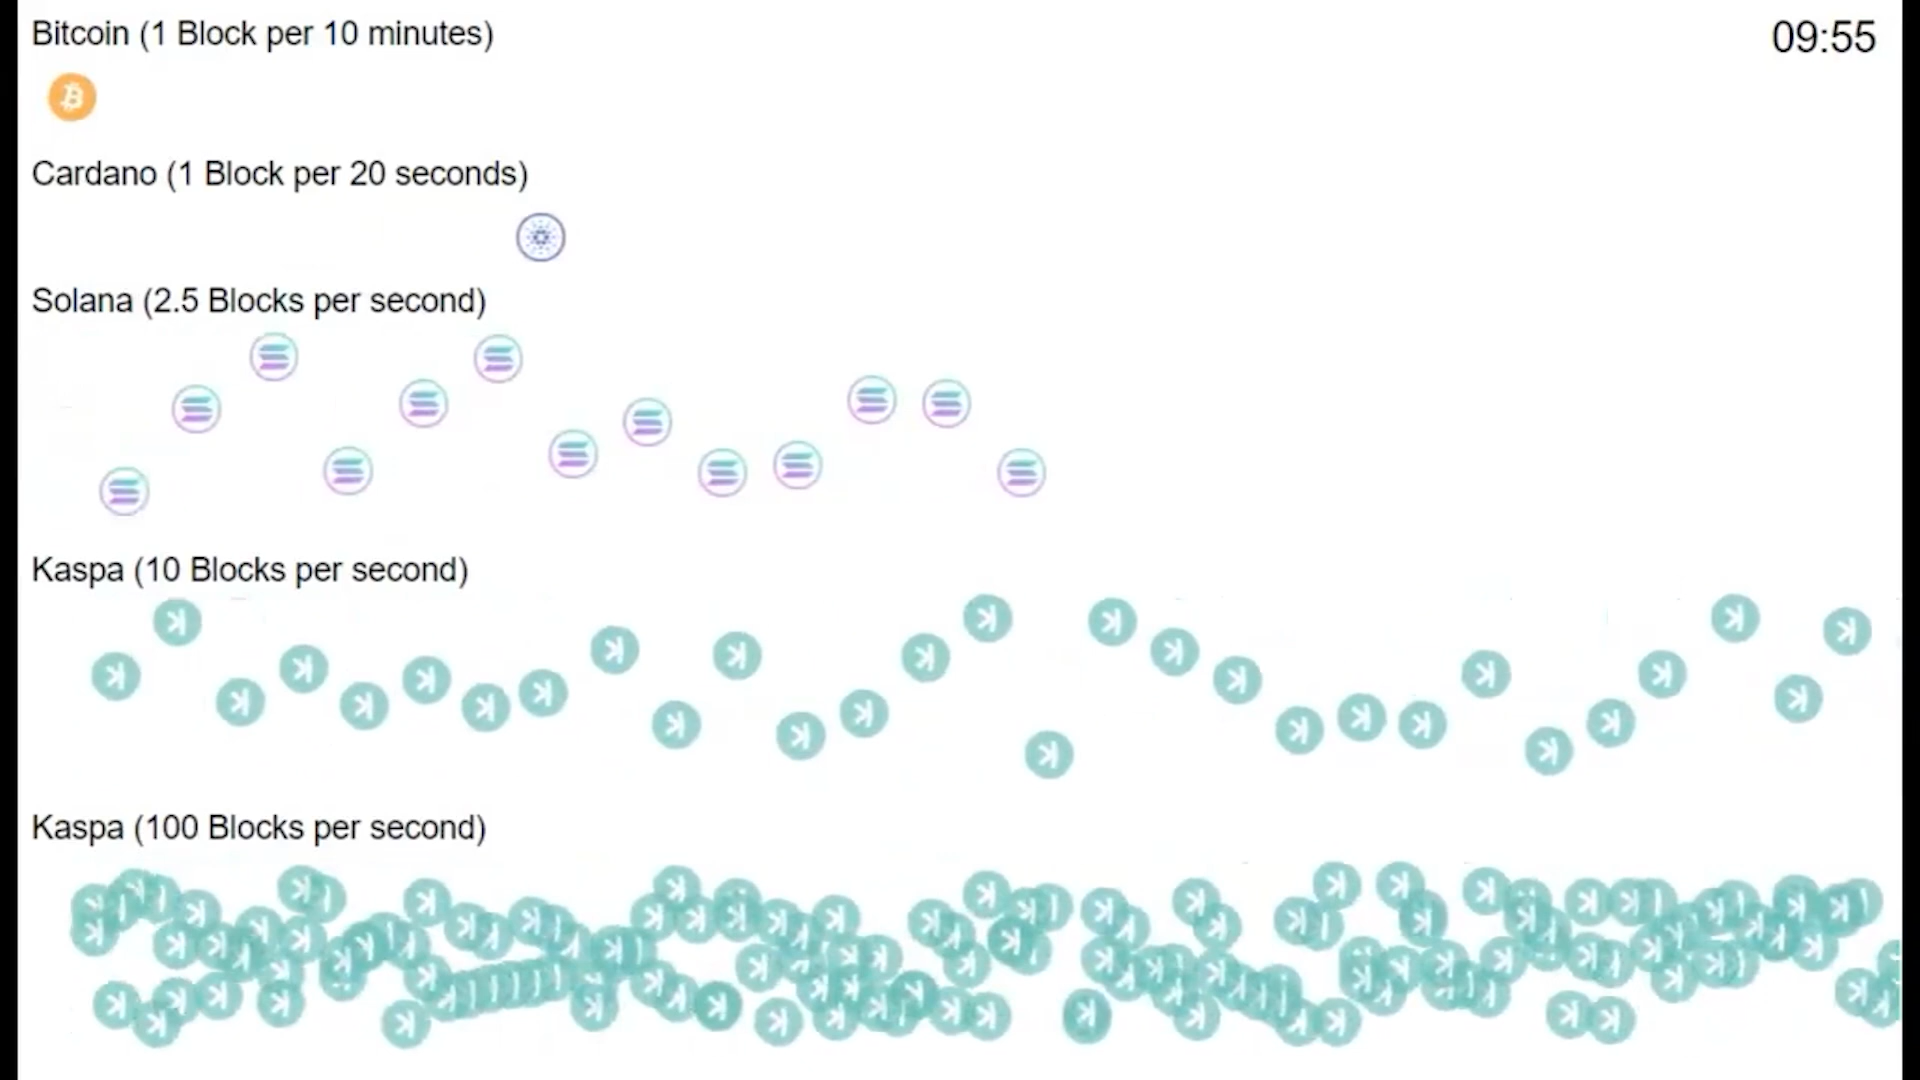 Bitcoin (1 Block per 10 minutes)
09:55
Cardano (1 Block per 20 seconds)
Solana (2.5 Blocks per second)
Kaspa (10 Blocks per second)
Kaspa (100 Blocks per second)